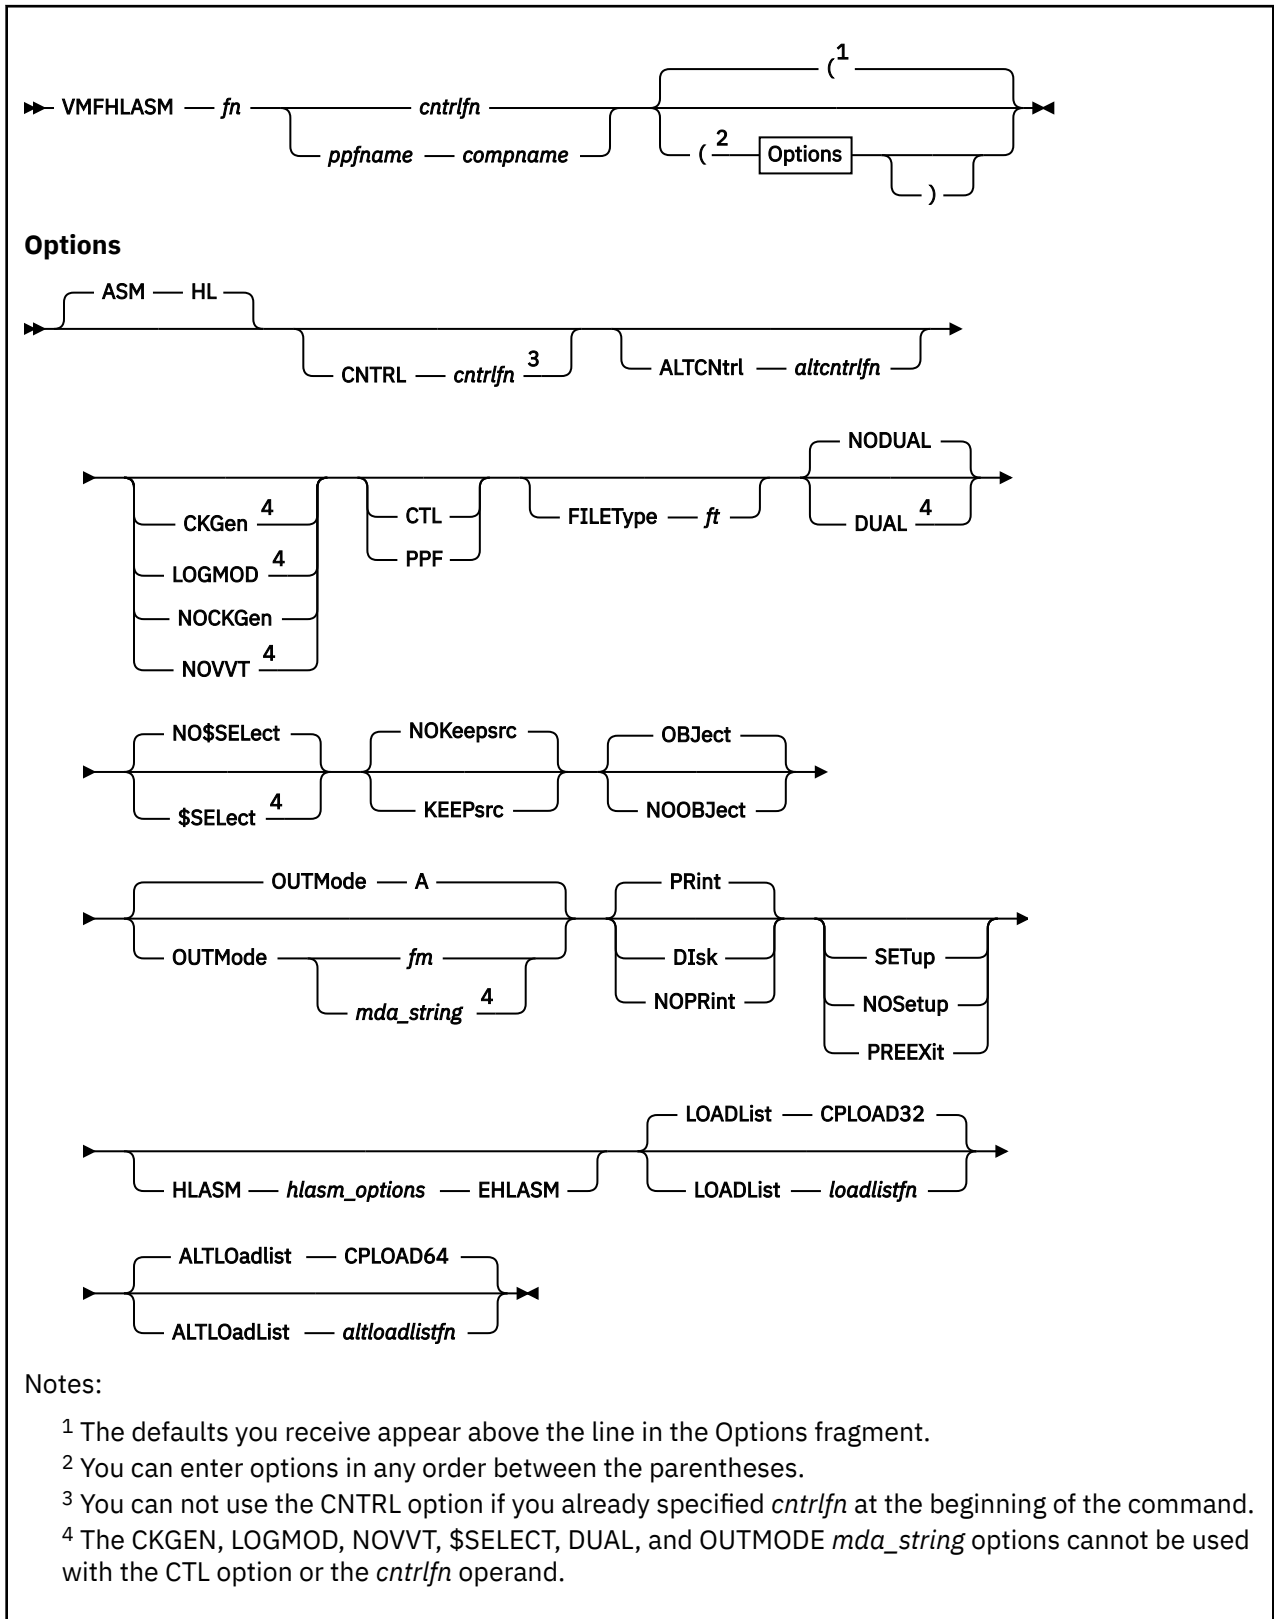 ( 1
VMFHLASM fn cntrlfn
ppfname compname ( 2 Options
)
Options
ASM HL
CNTRL cntrlfn 3 ALTCNtrl altcntrlfn
NODUAL
CKGen 4 CTL FILEType ft DUAL 4
LOGMOD 4 PPF
NOCKGen
NOVVT 4
NO$SELect NOKeepsrc OBJect
$SELect 4 KEEPsrc NOOBJect
OUTMode A PRint
OUTMode fm DIsk SETup
mda_string 4 NOPRint NOSetup
PREEXit
LOADList CPLOAD32
HLASM hlasm_options EHLASM LOADList loadlistfn
ALTLOadlist CPLOAD64
ALTLOadList altloadlistfn
Notes:
1 The defaults you receive appear above the line in the Options fragment.
2 You can enter options in any order between the parentheses.
3 You can not use the CNTRL option if you already specified cntrlfn at the beginning of the command.
4 The CKGEN, LOGMOD, NOVVT, $SELECT, DUAL, and OUTMODE mda_string options cannot be used
with the CTL option or the cntrlfn operand.